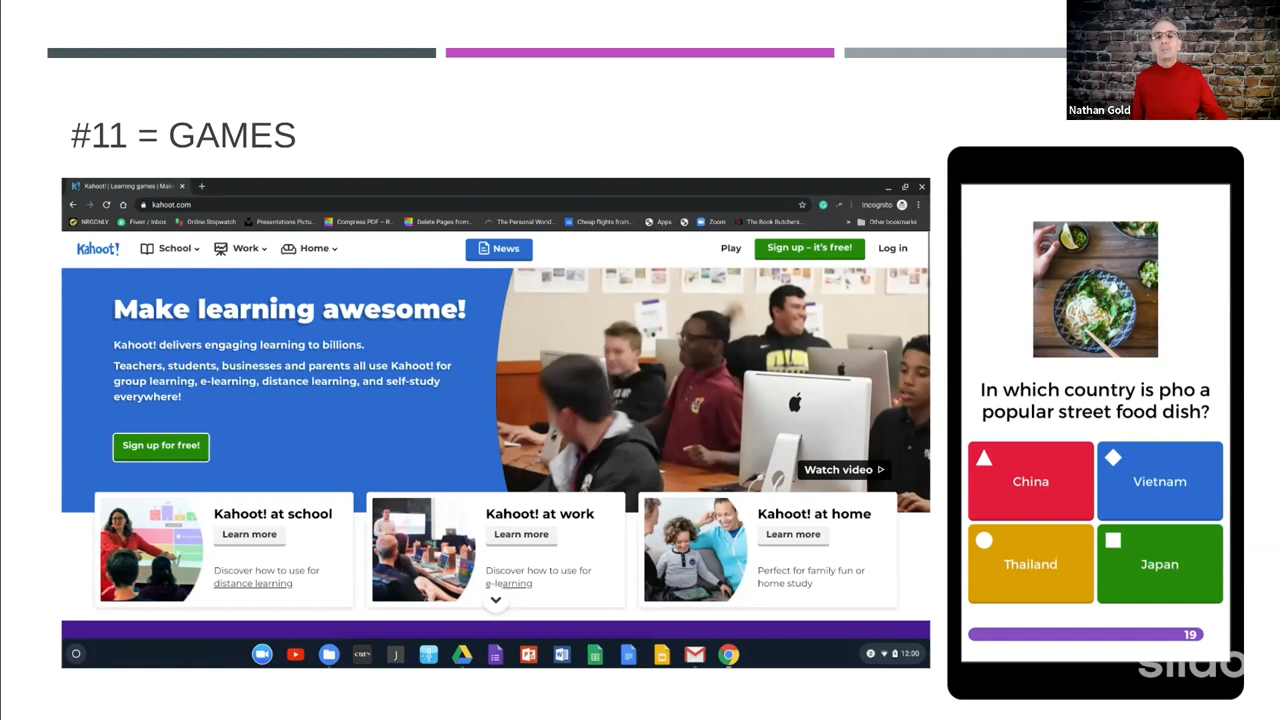 Nathan Gold
#11 = GAMES
Kahoot! | Learning games | Mak
kahoot.com
Incognito
NRGONLY
Fiverr / Inbox
Online Stopwatch
Presentations Pictu...
Compress PDF – R...
Delete Pages from...
The Personal World...
Cheap flights from...
Apps
Zoom
The Book Butchers...
Other bookmarks
Kahoot!
School
Work
Home
News
Play
Sign up – it's free!
Log in
Make learning awesome!
Kahoot! delivers engaging learning to billions.
Teachers, students, businesses and parents all use Kahoot! for
group learning, e-learning, distance learning, and self-study
everywhere!
Sign up for free!
Watch video
Kahoot! at school
Learn more
Discover how to use for
distance learning
Kahoot! at work
Learn more
Discover how to use for
e-learning
Kahoot! at home
Learn more
Perfect for family fun or
home study
<txt>
J
12:00
In which country is pho a
popular street food dish?
China
Vietnam
Thailand
Japan
19
slido